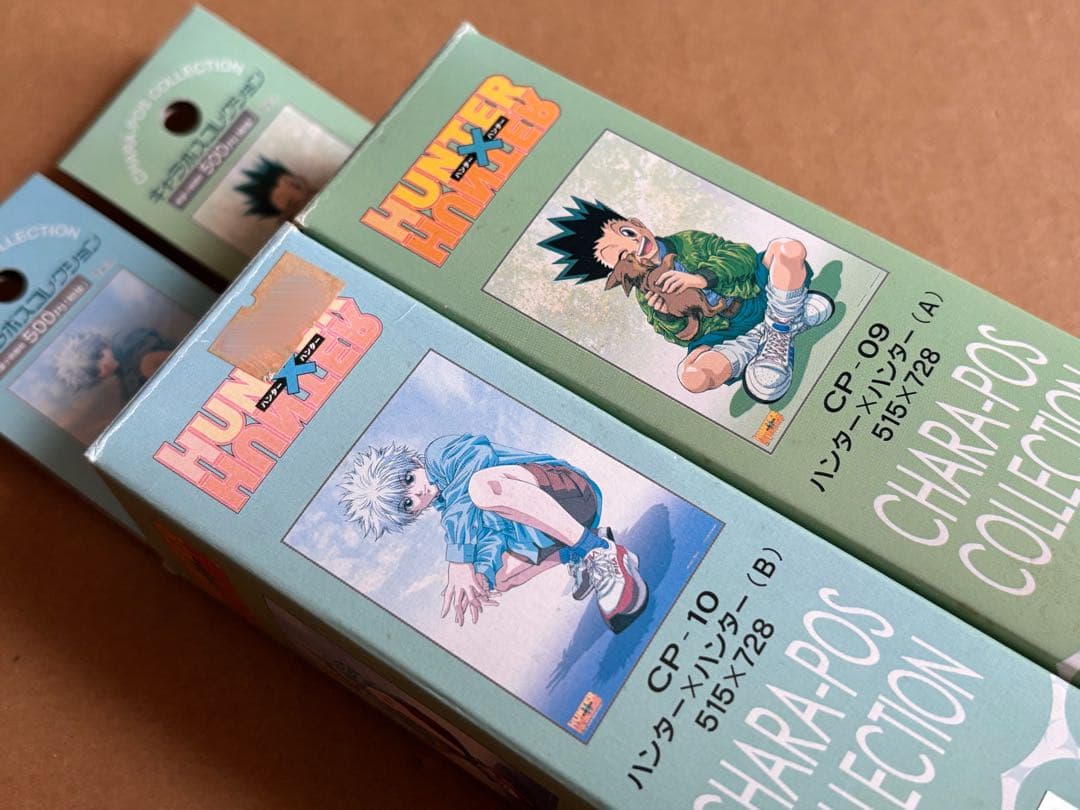 CHARA-POS COLLECTION
キャラポスコレクション
500円
HUNTER
ハンター×ハンター
HUNTER
CP-09
ハンター×ハンター(A)
515×728
CHARA-POS
COLLECTION
COLLECTION
キャラポスコレクション
500円
HUNTER
ハンター×ハンター
HUNTER
HUNTER
HUNTER
CP-10
ハンター×ハンター(B)
515×728
CHARA-POS
COLLECTION